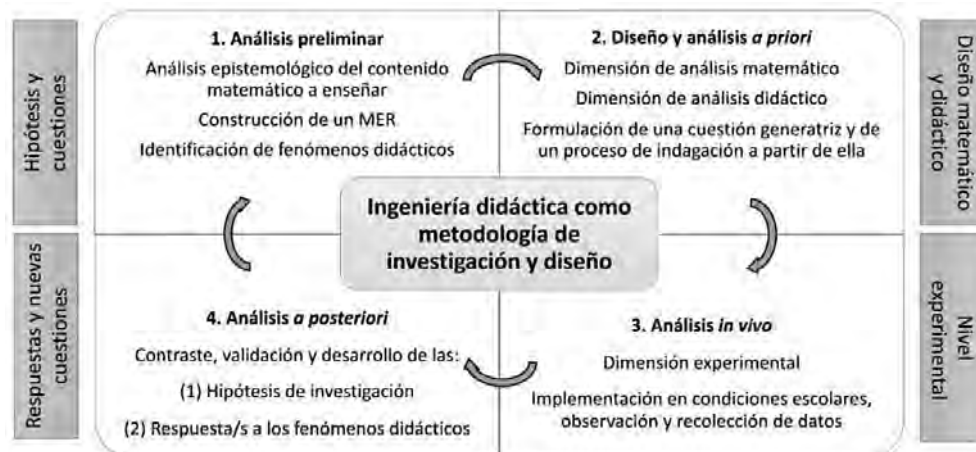 Hipótesis y
cuestiones
1. Análisis preliminar
Análisis epistemológico del contenido
matemático a enseñar
Construcción de un MER
Identificación de fenómenos didácticos
2. Diseño y análisis a priori
Dimensión de análisis matemático
Dimensión de análisis didáctico
Formulación de una cuestión generatriz y de
un proceso de indagación a partir de ella
Diseño matemático
y didáctico
Ingeniería didáctica como
metodología de
investigación y diseño
Respuestas y nuevas
cuestiones
4. Análisis a posteriori
Contraste, validación y desarrollo de las:
(1) Hipótesis de investigación
(2) Respuesta/s a los fenómenos didácticos
3. Análisis in vivo
Dimensión experimental
Implementación en condiciones escolares,
observación y recolección de datos
Nivel
experimental